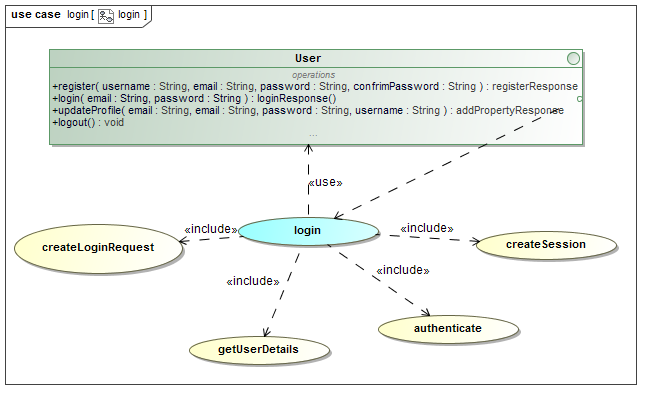 use case login [ login ]
User
operations
+register( username : String, email : String, password : String, confrimPassword : String ) : registerResponse
+login( email : String, password : String ) : loginResponse()
+updateProfile( email : String, email : String, password : String, username : String ) : addPropertyResponse
+logout() : void
...
«use»
login
«include»
«include»
createLoginRequest
createSession
«include»
«include»
authenticate
getUserDetails